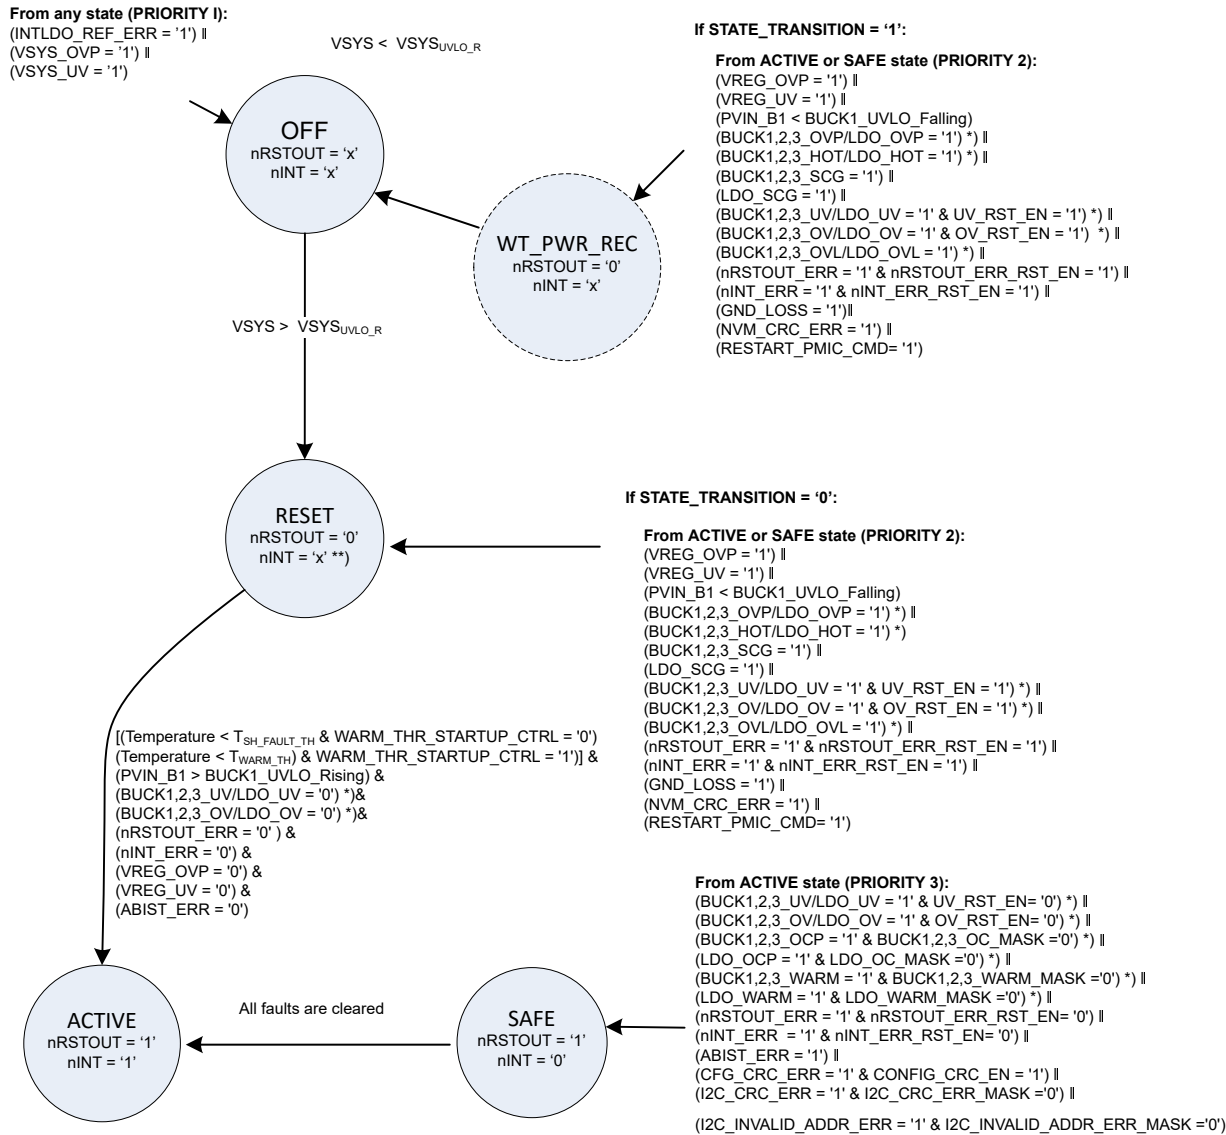 From any state (PRIORITY I):
(INTLDO_REF_ERR = '1') ||
(VSYS_OVP = '1') ||
(VSYS_UV = '1')
VSYS < VSYS_UVLO_R
OFF
nRSTOUT = 'x'
nINT = 'x'
If STATE_TRANSITION = '1':
From ACTIVE or SAFE state (PRIORITY 2):
(VREG_OVP = '1') ||
(VREG_UV = '1') ||
(PVIN_B1 < BUCK1_UVLO_Falling)
(BUCK1,2,3_OVP/LDO_OVP = '1') *) ||
(BUCK1,2,3_HOT/LDO_HOT = '1') *) ||
(BUCK1,2,3_SCG = '1') ||
(LDO_SCG = '1') ||
(BUCK1,2,3_UV/LDO_UV = '1' & UV_RST_EN = '1') *) ||
(BUCK1,2,3_OV/LDO_OV = '1' & OV_RST_EN = '1') *) ||
(BUCK1,2,3_OVL/LDO_OVL = '1') *) ||
(nRSTOUT_ERR = '1' & nRSTOUT_ERR_RST_EN = '1') ||
(nINT_ERR = '1' & nINT_ERR_RST_EN = '1') ||
(GND_LOSS = '1')||
(NVM_CRC_ERR = '1') ||
(RESTART_PMIC_CMD= '1')
WT_PWR_REC
nRSTOUT = '0'
nINT = 'x'
VSYS > VSYS_UVLO_R
RESET
nRSTOUT = '0'
nINT = 'x' **)
If STATE_TRANSITION = '0':
From ACTIVE or SAFE state (PRIORITY 2):
(VREG_OVP = '1') ||
(VREG_UV = '1') ||
(PVIN_B1 < BUCK1_UVLO_Falling)
(BUCK1,2,3_OVP/LDO_OVP = '1') *) ||
(BUCK1,2,3_HOT/LDO_HOT = '1') *)
(BUCK1,2,3_SCG = '1') ||
(LDO_SCG = '1') ||
(BUCK1,2,3_UV/LDO_UV = '1' & UV_RST_EN = '1') *) ||
(BUCK1,2,3_OV/LDO_OV = '1' & OV_RST_EN = '1') *) ||
(BUCK1,2,3_OVL/LDO_OVL = '1') *) ||
(nRSTOUT_ERR = '1' & nRSTOUT_ERR_RST_EN = '1') ||
(nINT_ERR = '1' & nINT_ERR_RST_EN = '1') ||
(GND_LOSS = '1') ||
(NVM_CRC_ERR = '1') ||
(RESTART_PMIC_CMD= '1')
[(Temperature < T_SH_FAULT_TH & WARM_THR_STARTUP_CTRL = '0')
(Temperature < T_WARM_TH) & WARM_THR_STARTUP_CTRL = '1')] &
(PVIN_B1 > BUCK1_UVLO_Rising) &
(BUCK1,2,3_UV/LDO_UV = '0') *)&
(BUCK1,2,3_OV/LDO_OV = '0') *)&
(nRSTOUT_ERR = '0' ) &
(nINT_ERR = '0') &
(VREG_OVP = '0') &
(VREG_UV = '0') &
(ABIST_ERR = '0')
From ACTIVE state (PRIORITY 3):
(BUCK1,2,3_UV/LDO_UV = '1' & UV_RST_EN= '0') *) ||
(BUCK1,2,3_OV/LDO_OV = '1' & OV_RST_EN= '0') *) ||
(BUCK1,2,3_OCP = '1' & BUCK1,2,3_OC_MASK ='0') *) ||
(LDO_OCP = '1' & LDO_OC_MASK ='0') *) ||
(BUCK1,2,3_WARM = '1' & BUCK1,2,3_WARM_MASK ='0') *) ||
(LDO_WARM = '1' & LDO_WARM_MASK ='0') *) ||
(nRSTOUT_ERR = '1' & nRSTOUT_ERR_RST_EN= '0') ||
(nINT_ERR = '1' & nINT_ERR_RST_EN= '0') ||
(ABIST_ERR = '1') ||
(CFG_CRC_ERR = '1' & CONFIG_CRC_EN = '1') ||
(I2C_CRC_ERR = '1' & I2C_CRC_ERR_MASK ='0') ||
(I2C_INVALID_ADDR_ERR = '1' & I2C_INVALID_ADDR_ERR_MASK ='0')
ACTIVE
nRSTOUT = '1'
nINT = '1'
All faults are cleared
SAFE
nRSTOUT = '1'
nINT = '0'